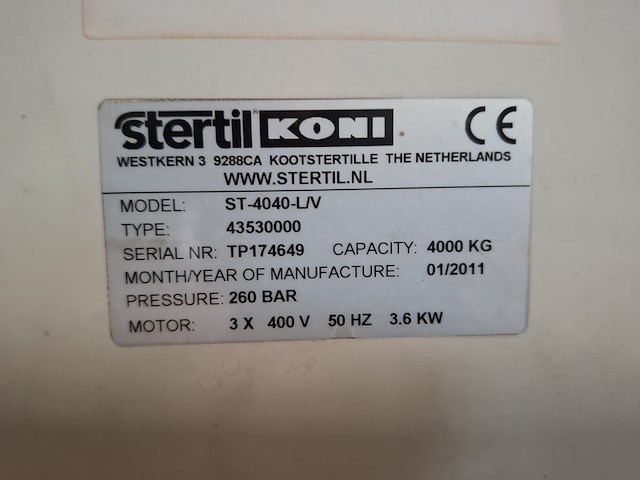 stertil KONI CE
WESTKERN 3 9288CA KOOTSTERTILLE THE NETHERLANDS
WWW.STERTIL.NL
MODEL: ST-4040-L/V
TYPE: 43530000
SERIAL NR: TP174649 CAPACITY: 4000 KG
MONTH/YEAR OF MANUFACTURE: 01/2011
PRESSURE: 260 BAR
MOTOR: 3 X 400 V 50 HZ 3.6 KW